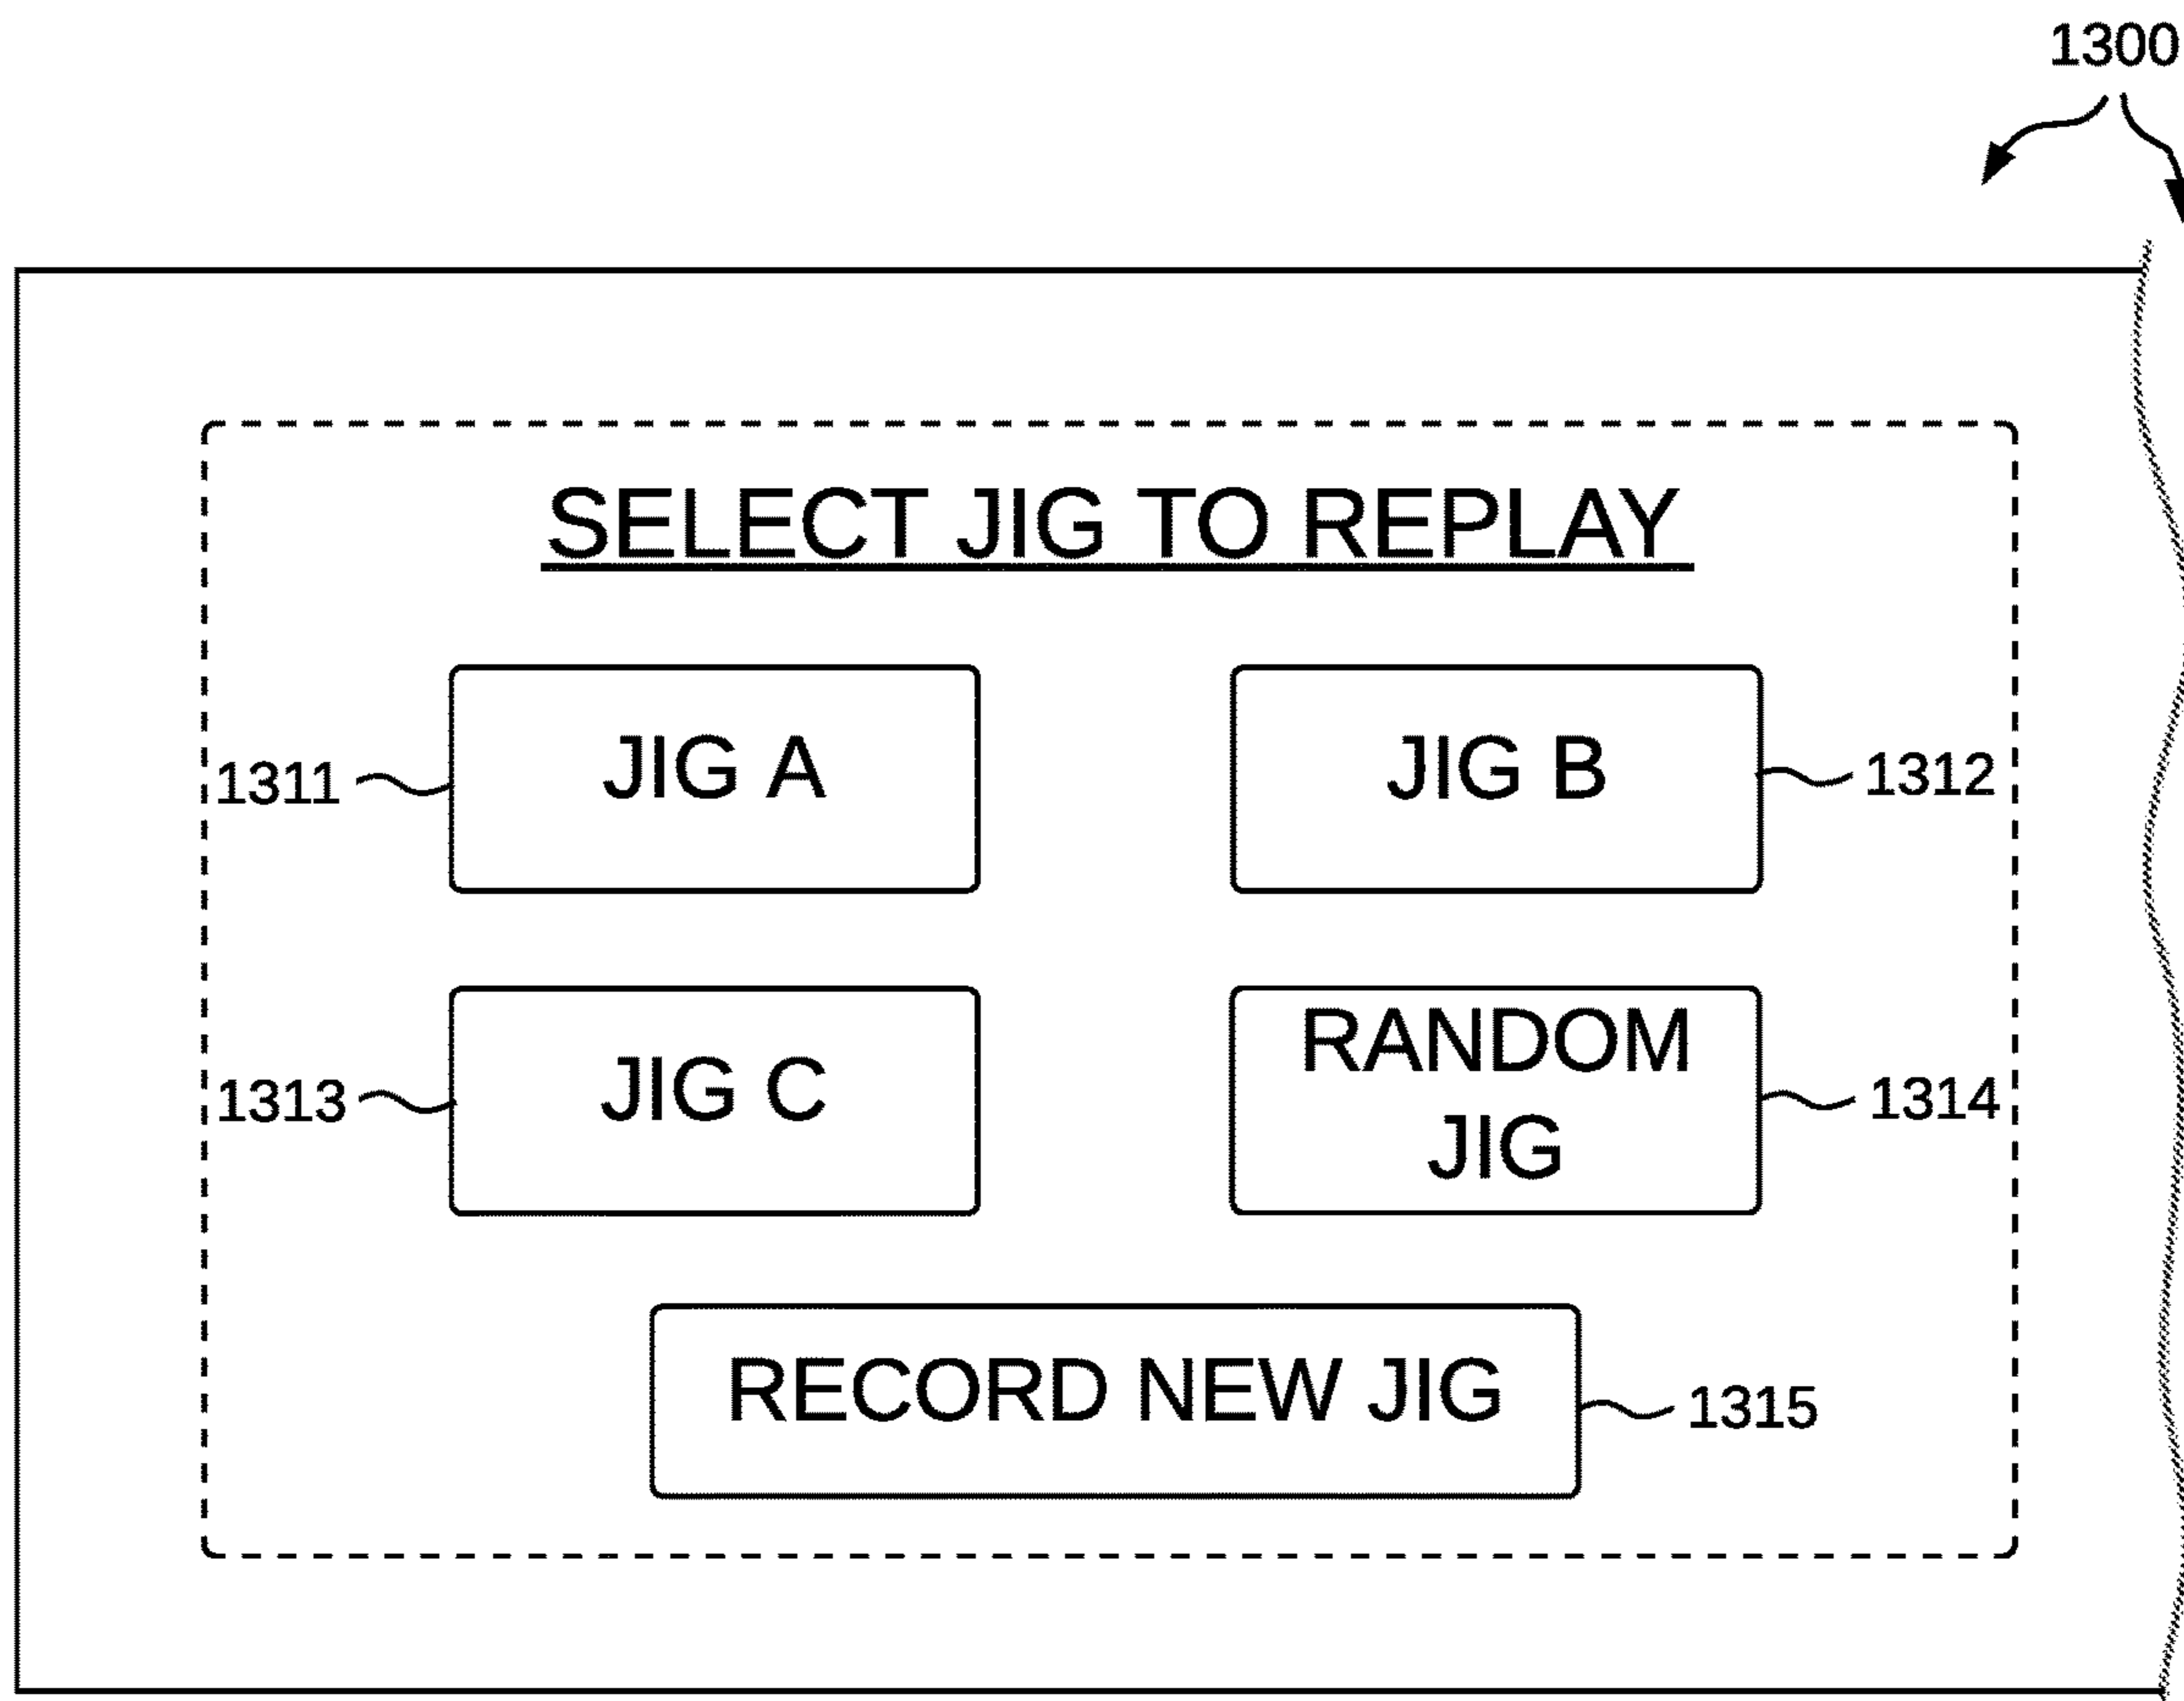 1300
SELECT JIG TO REPLAY
JIG A
JIG B
1311
1312
JIG C
RANDOM
JIG
1313
1314
RECORD NEW JIG
1315